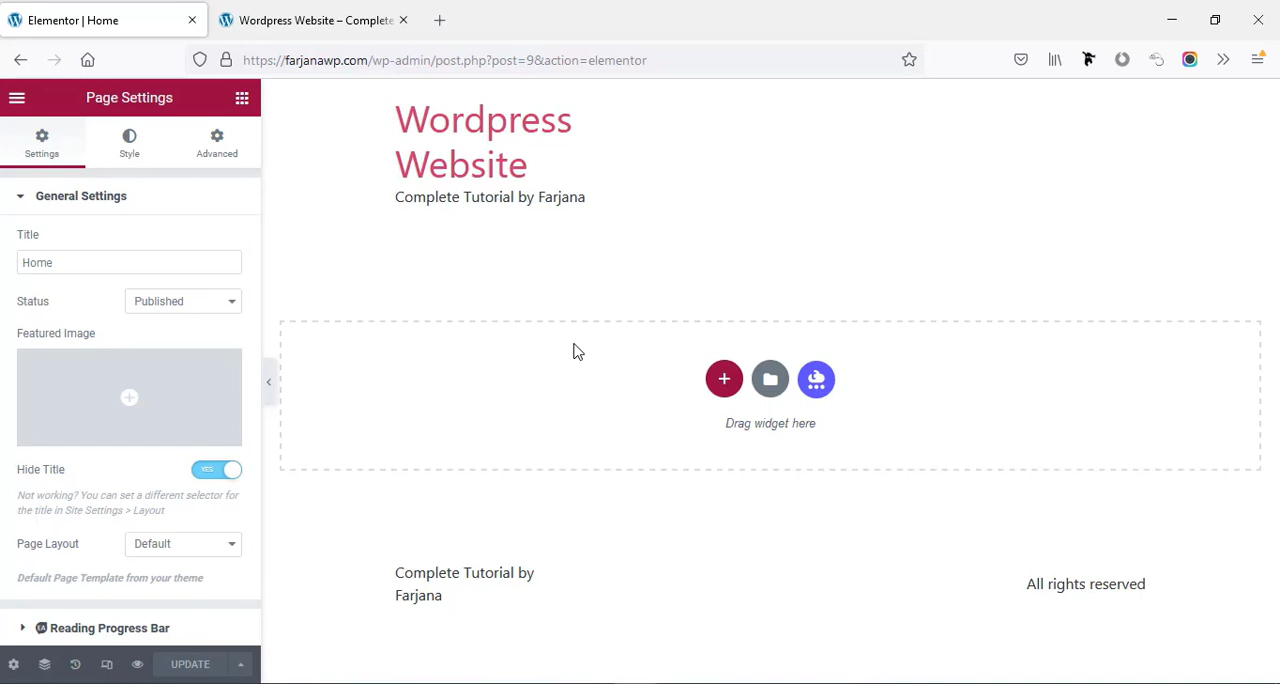 Elementor | Home
Wordpress Website – Complete
https://farjanawp.com/wp-admin/post.php?post=9&action=elementor
Page Settings
Settings
Style
Advanced
General Settings
Title
Home
Status
Published
Featured Image
Hide Title
YES
Not working? You can set a different selector for
the title in Site Settings > Layout
Page Layout
Default
Default Page Template from your theme
EA
Reading Progress Bar
UPDATE
Wordpress
Website
Complete Tutorial by Farjana
Drag widget here
Complete Tutorial by
Farjana
All rights reserved